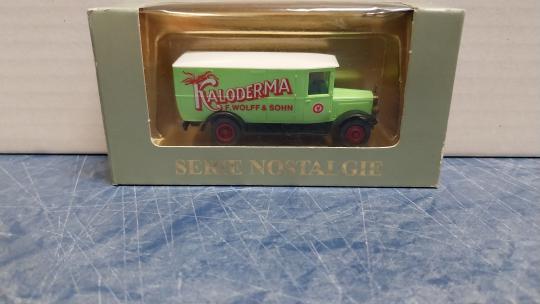 KALODERMA
F. WOLFF & SOHN
SERIE NOSTALGIE